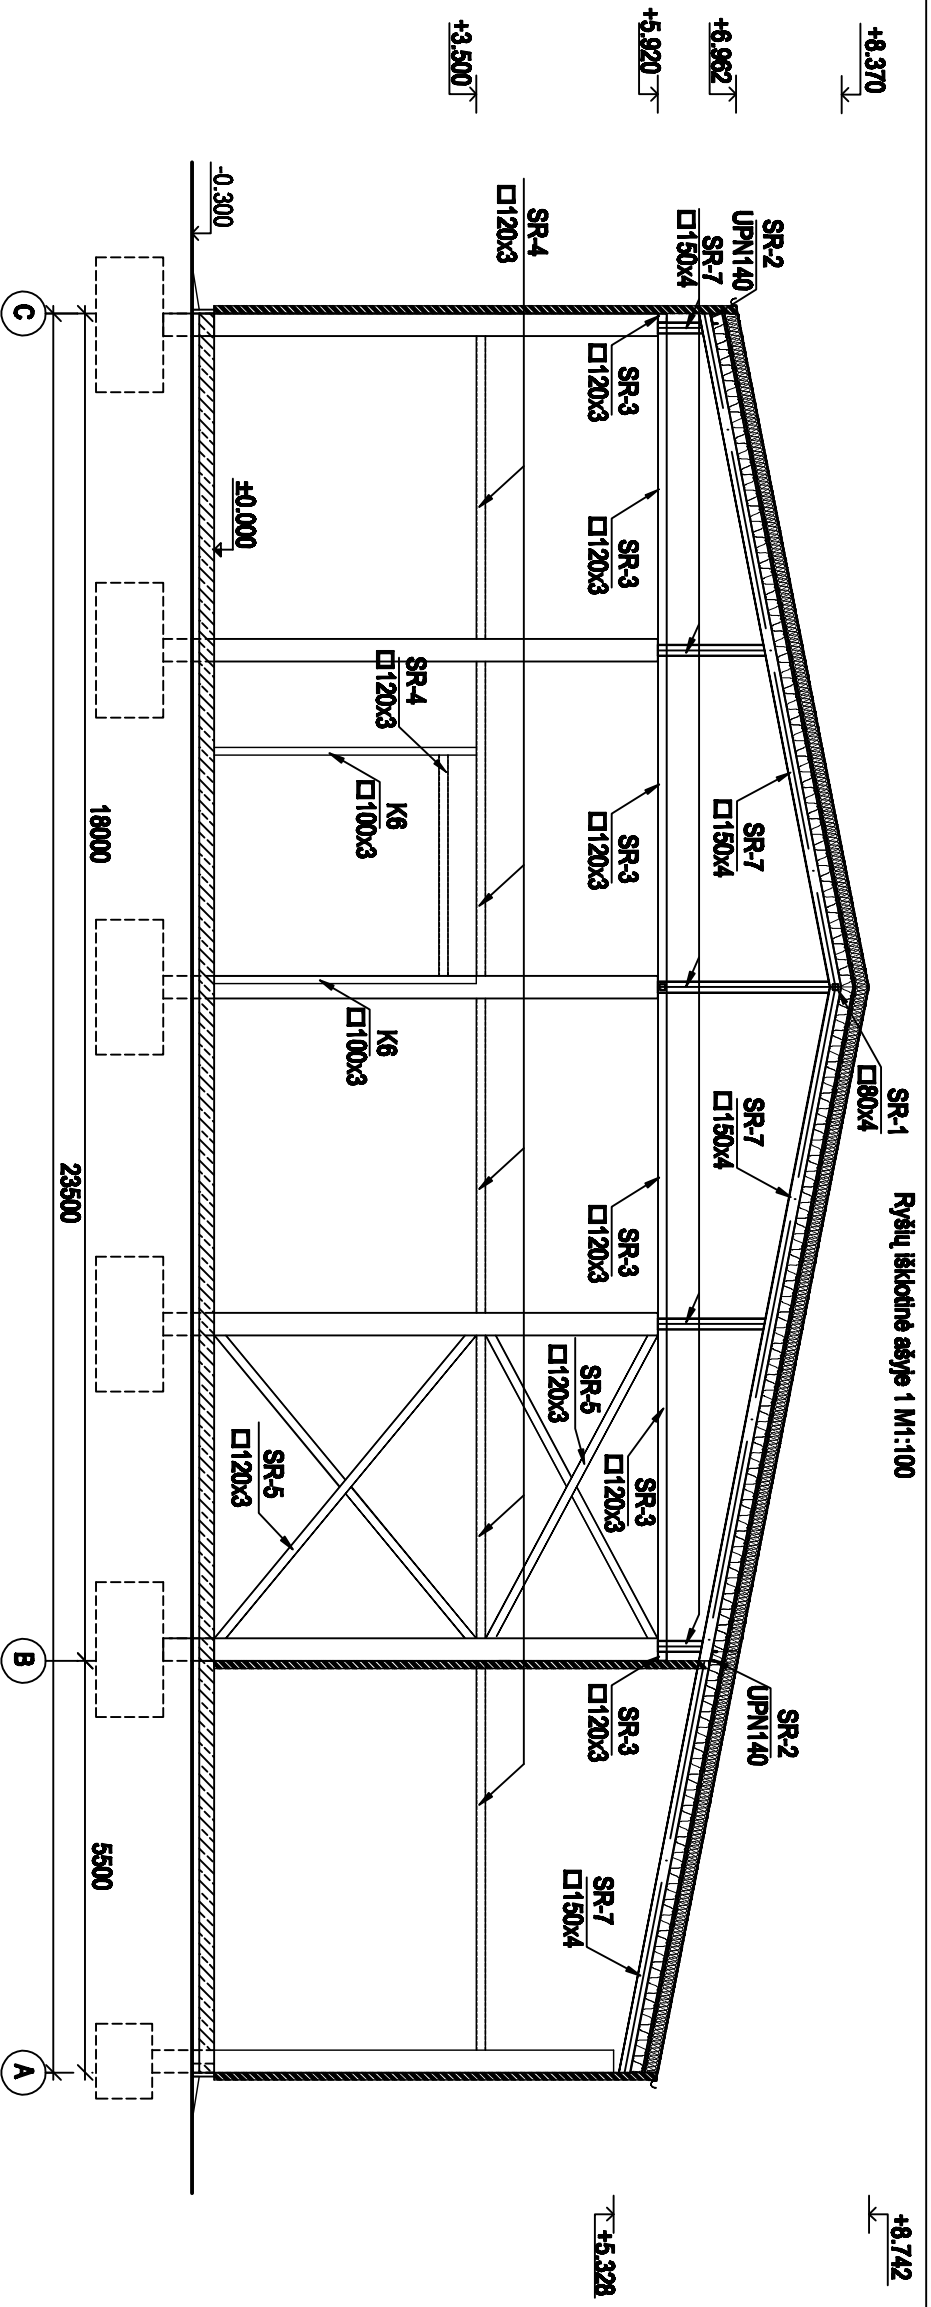 Ryšių išklotinė ašyje 1 M1:100
+8.370
+6.962
+5.920
+3.500
-0.300
±0.000
+8.742
+5.328
SR-1
□80x4
SR-2
UPN140
SR-7
□150x4
SR-7
□150x4
SR-7
□150x4
SR-2
UPN140
SR-7
□150x4
SR-3
□120x3
SR-3
□120x3
SR-3
□120x3
SR-3
□120x3
SR-3
□120x3
SR-3
□120x3
SR-4
□120x3
SR-4
□120x3
K6
□100x3
K6
□100x3
SR-5
□120x3
SR-5
□120x3
18000
5500
23500
C
B
A